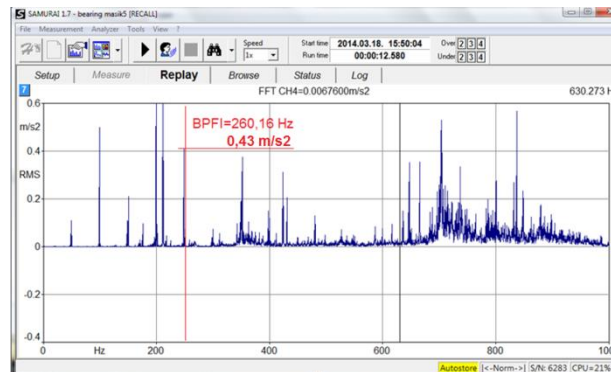 SAMURAI 1.7 - bearing masik5 [RECALL]
File Measurement Analyzer Tools View ?
Speed
1x
Start time 2014.03.18. 15:50:04
Run time 00:00:12.580
Over 2 3 4
Under 2 3 4
Setup Measure Replay Browse Status Log
7 FFT CH4=0.0067600m/s2 630.273 H
0.6
m/s2
BPFI=260,16 Hz
0,43 m/s2
0.4
RMS
0.2
0
-0.2
-0.4
0 Hz 200 400 600 800 100
Autostore |<-Norm->| S/N: 6283 CPU=21%